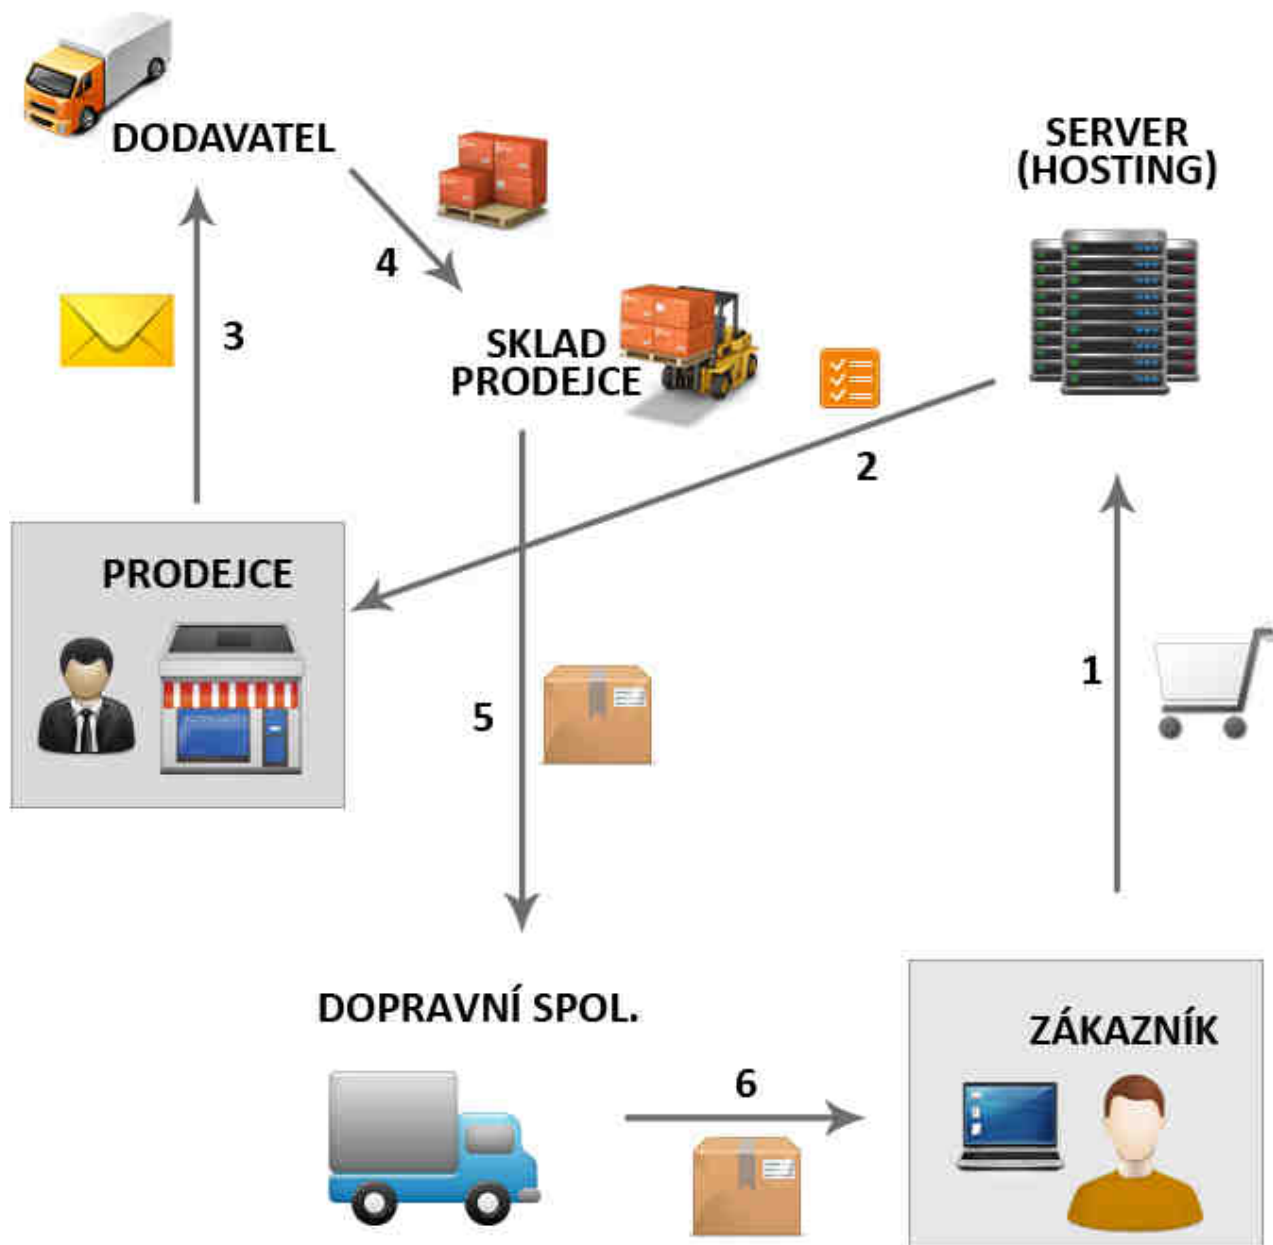 DODAVATEL
SERVER
(HOSTING)
4
3
SKLAD
PRODEJCE
2
PRODEJCE
1
5
DOPRAVNÍ SPOL.
ZÁKAZNÍK
6